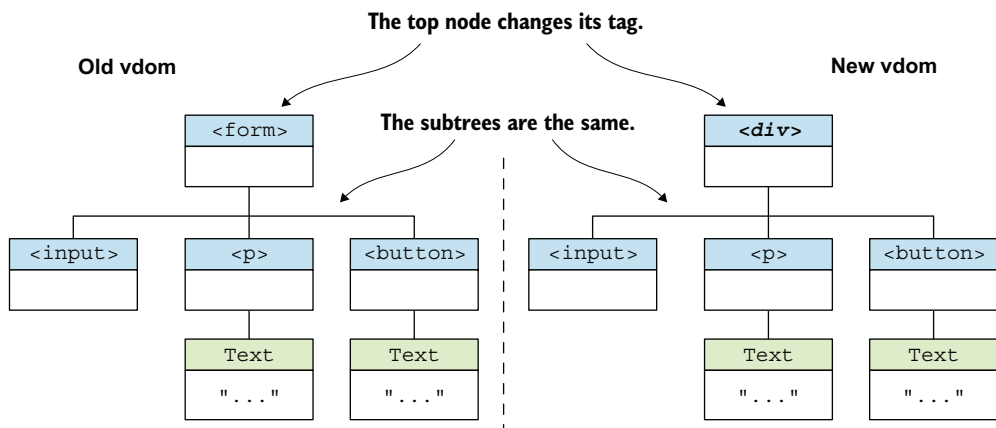 The top node changes its tag.
Old vdom
New vdom
<form>
The subtrees are the same.
<div>
<input>
<p>
<button>
<input>
<p>
<button>
Text
Text
Text
Text
"..."
"..."
"..."
"..."